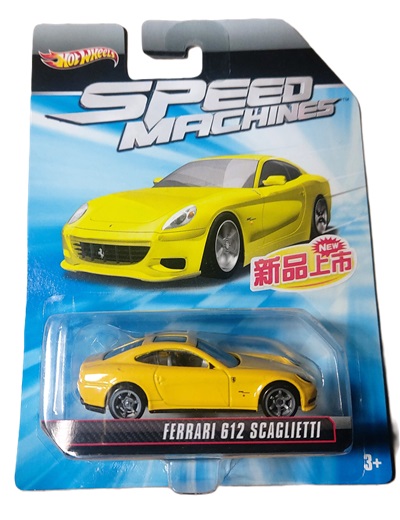 HOT WHEELS
SPEED
MACHINES
NEW
新品上市
FERRARI 612 SCAGLIETTI
3+